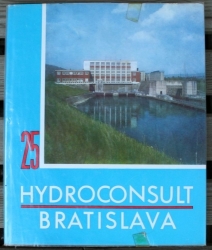 25
HYDROCONSULT
BRATISLAVA